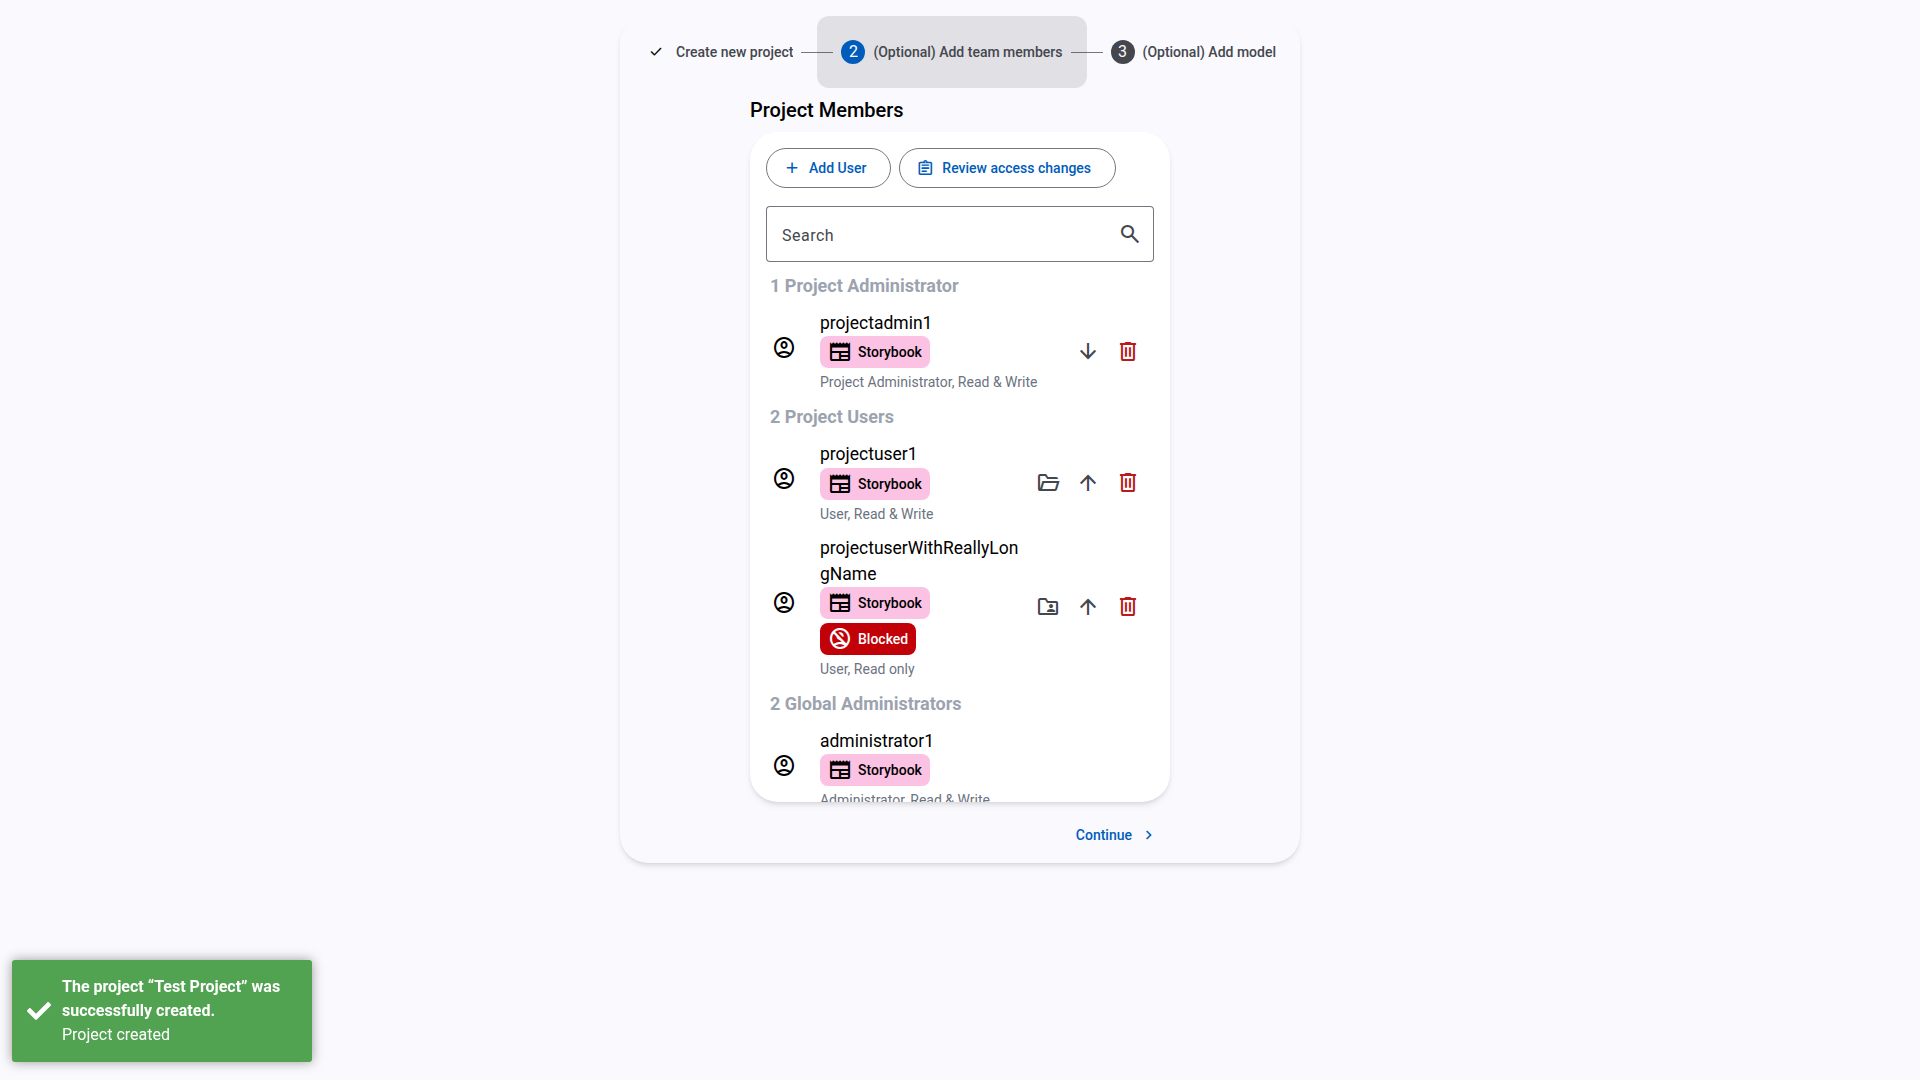 Create new project
2 (Optional) Add team members
3 (Optional) Add model
Project Members
Add User
Review access changes
Search
1 Project Administrator
projectadmin1
Storybook
Project Administrator, Read & Write
2 Project Users
projectuser1
Storybook
User, Read & Write
projectuserWithReallyLon
gName
Storybook
Blocked
User, Read only
2 Global Administrators
administrator1
Storybook
Administrator, Read & Write
Continue
The project “Test Project” was
successfully created.
Project created